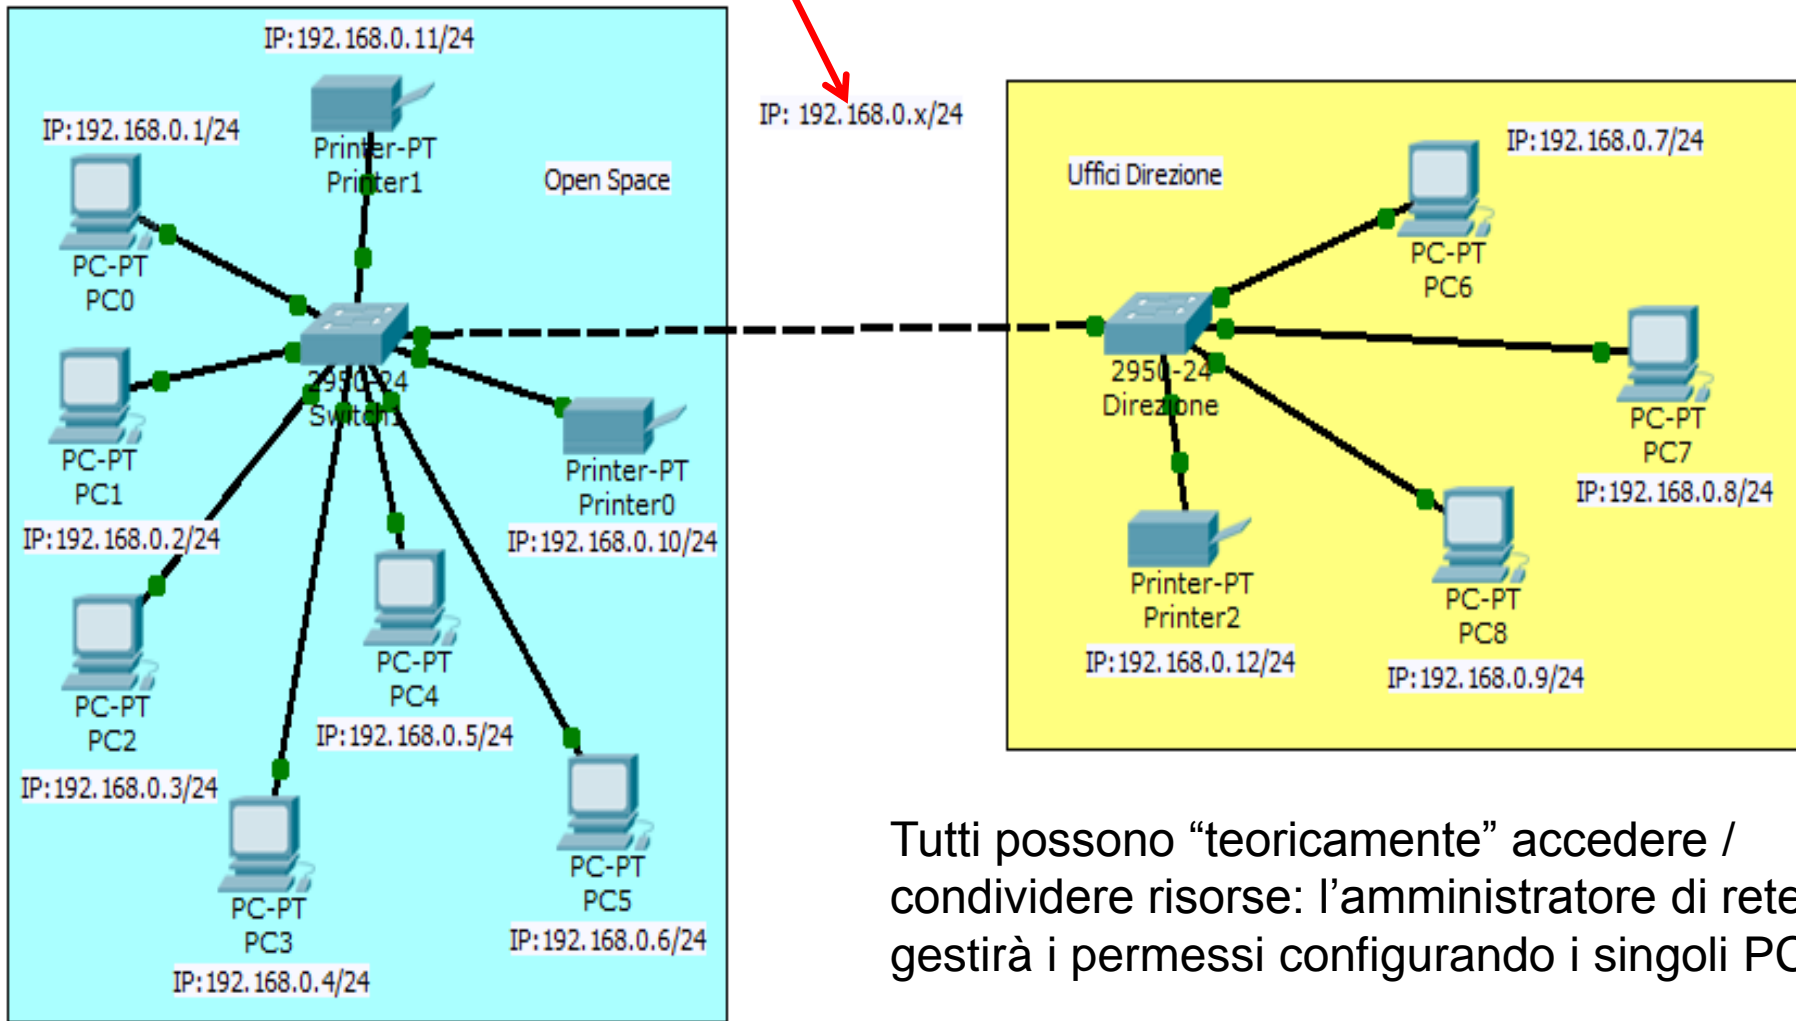 IP:192.168.0.11/24
IP:192.168.0.1/24
Printer-PT
Printer1
Open Space
PC-PT
PC0
2950-24
Switch1
PC-PT
PC1
IP:192.168.0.2/24
Printer-PT
Printer0
IP:192.168.0.10/24
PC-PT
PC2
IP:192.168.0.3/24
PC-PT
PC4
IP:192.168.0.5/24
PC-PT
PC3
IP:192.168.0.4/24
PC-PT
PC5
IP:192.168.0.6/24
IP: 192.168.0.x/24
Uffici Direzione
IP:192.168.0.7/24
PC-PT
PC6
2950-24
Direzione
PC-PT
PC7
IP:192.168.0.8/24
Printer-PT
Printer2
IP:192.168.0.12/24
PC-PT
PC8
IP:192.168.0.9/24
Tutti possono “teoricamente” accedere /
condividere risorse: l’amministratore di rete
gestirà i permessi configurando i singoli PC